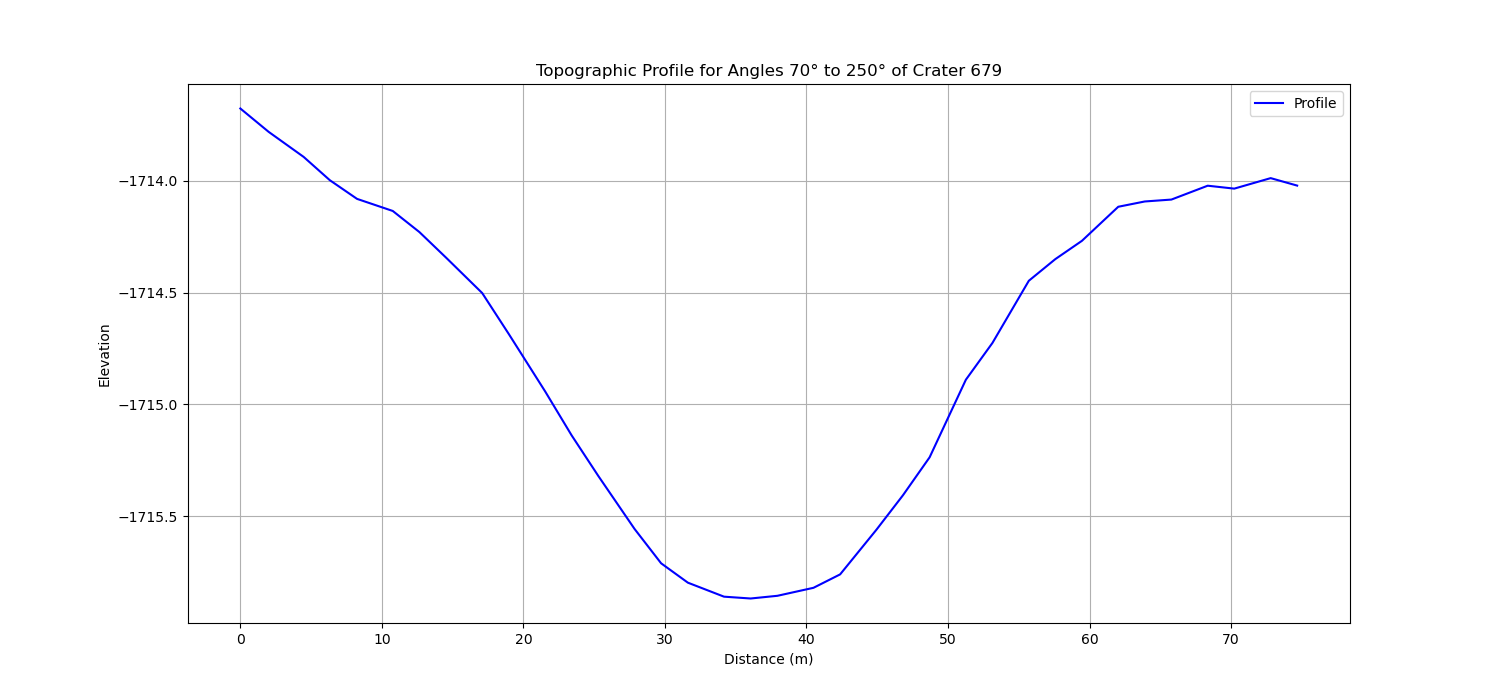 Topographic Profile for Angles 70° to 250° of Crater 679
Profile
−1714.0
−1714.5
−1715.0
−1715.5
Elevation
0 10 20 30 40 50 60 70
Distance (m)